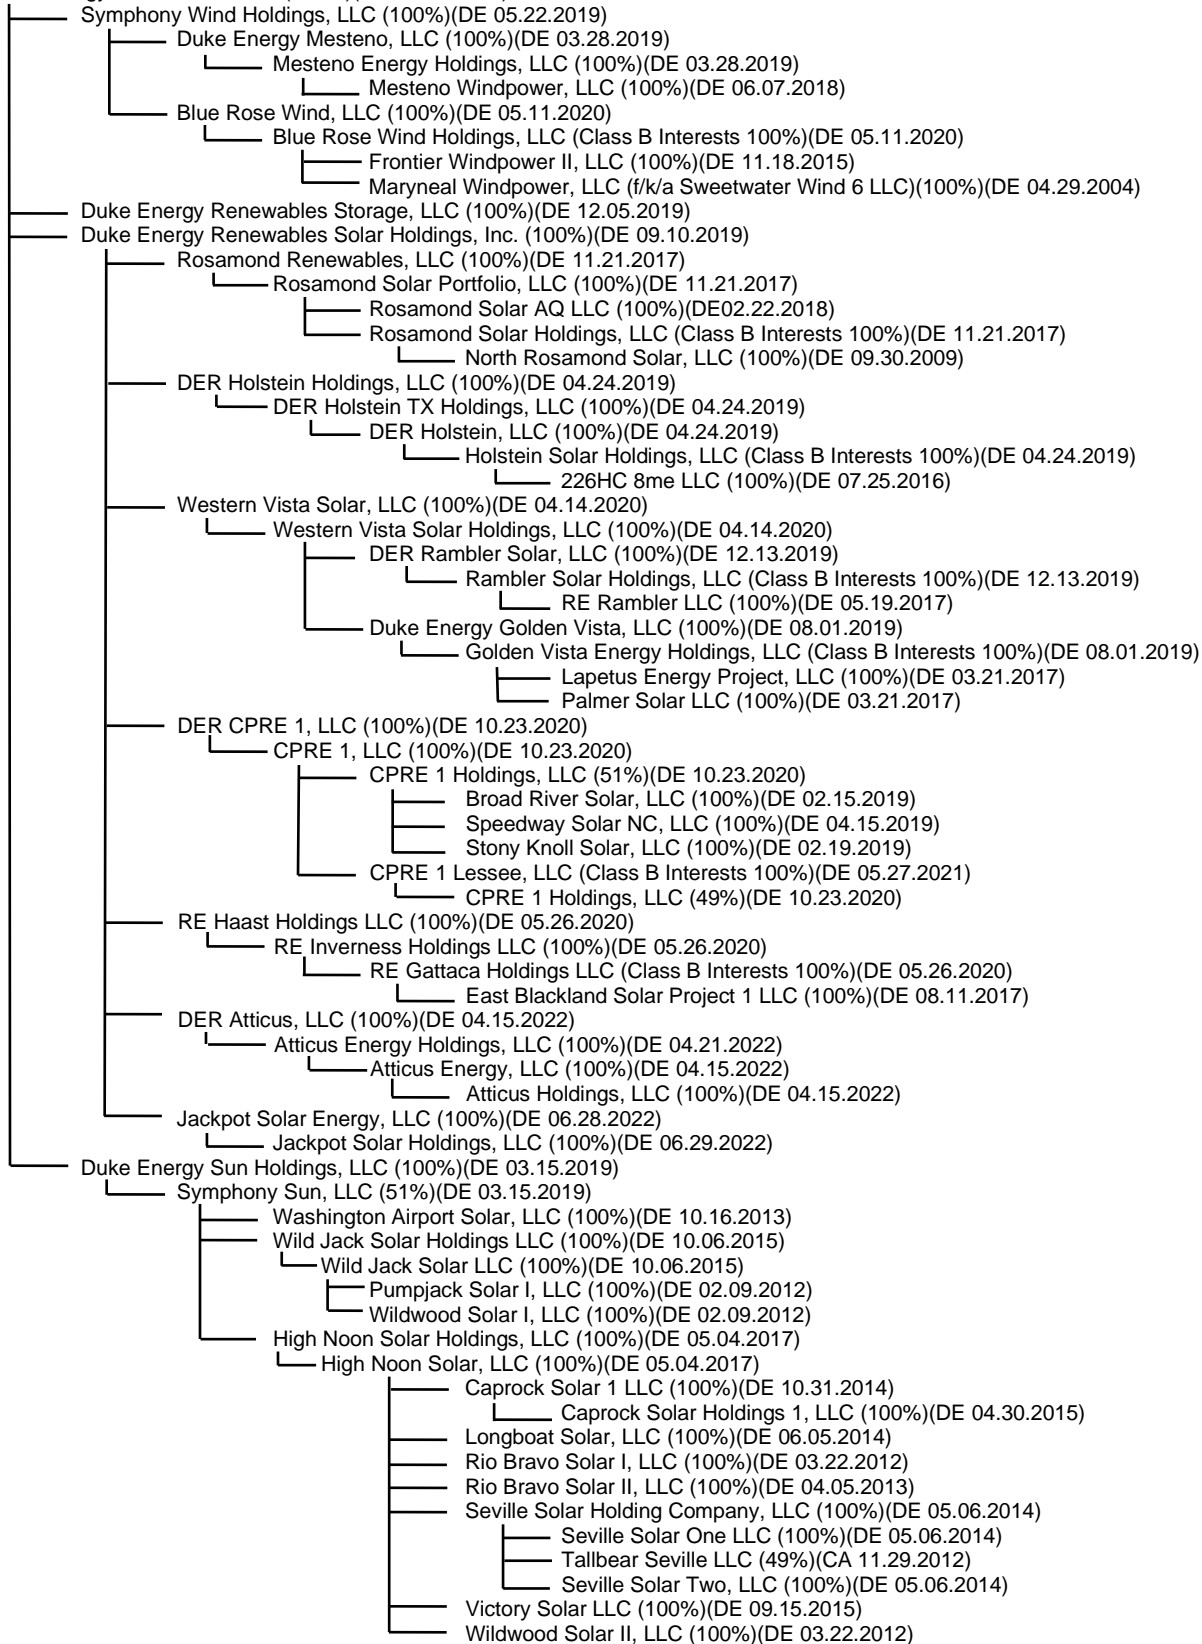 Symphony Wind Holdings, LLC (100%)(DE 05.22.2019)
Duke Energy Mesteno, LLC (100%)(DE 03.28.2019)
Mesteno Energy Holdings, LLC (100%)(DE 03.28.2019)
Mesteno Windpower, LLC (100%)(DE 06.07.2018)
Blue Rose Wind, LLC (100%)(DE 05.11.2020)
Blue Rose Wind Holdings, LLC (Class B Interests 100%)(DE 05.11.2020)
Frontier Windpower II, LLC (100%)(DE 11.18.2015)
Maryneal Windpower, LLC (f/k/a Sweetwater Wind 6 LLC)(100%)(DE 04.29.2004)
Duke Energy Renewables Storage, LLC (100%)(DE 12.05.2019)
Duke Energy Renewables Solar Holdings, Inc. (100%)(DE 09.10.2019)
Rosamond Renewables, LLC (100%)(DE 11.21.2017)
Rosamond Solar Portfolio, LLC (100%)(DE 11.21.2017)
Rosamond Solar AQ LLC (100%)(DE02.22.2018)
Rosamond Solar Holdings, LLC (Class B Interests 100%)(DE 11.21.2017)
North Rosamond Solar, LLC (100%)(DE 09.30.2009)
DER Holstein Holdings, LLC (100%)(DE 04.24.2019)
DER Holstein TX Holdings, LLC (100%)(DE 04.24.2019)
DER Holstein, LLC (100%)(DE 04.24.2019)
Holstein Solar Holdings, LLC (Class B Interests 100%)(DE 04.24.2019)
226HC 8me LLC (100%)(DE 07.25.2016)
Western Vista Solar, LLC (100%)(DE 04.14.2020)
Western Vista Solar Holdings, LLC (100%)(DE 04.14.2020)
DER Rambler Solar, LLC (100%)(DE 12.13.2019)
Rambler Solar Holdings, LLC (Class B Interests 100%)(DE 12.13.2019)
RE Rambler LLC (100%)(DE 05.19.2017)
Duke Energy Golden Vista, LLC (100%)(DE 08.01.2019)
Golden Vista Energy Holdings, LLC (Class B Interests 100%)(DE 08.01.2019)
Lapetus Energy Project, LLC (100%)(DE 03.21.2017)
Palmer Solar LLC (100%)(DE 03.21.2017)
DER CPRE 1, LLC (100%)(DE 10.23.2020)
CPRE 1, LLC (100%)(DE 10.23.2020)
CPRE 1 Holdings, LLC (51%)(DE 10.23.2020)
Broad River Solar, LLC (100%)(DE 02.15.2019)
Speedway Solar NC, LLC (100%)(DE 04.15.2019)
Stony Knoll Solar, LLC (100%)(DE 02.19.2019)
CPRE 1 Lessee, LLC (Class B Interests 100%)(DE 05.27.2021)
CPRE 1 Holdings, LLC (49%)(DE 10.23.2020)
RE Haast Holdings LLC (100%)(DE 05.26.2020)
RE Inverness Holdings LLC (100%)(DE 05.26.2020)
RE Gattaca Holdings LLC (Class B Interests 100%)(DE 05.26.2020)
East Blackland Solar Project 1 LLC (100%)(DE 08.11.2017)
DER Atticus, LLC (100%)(DE 04.15.2022)
Atticus Energy Holdings, LLC (100%)(DE 04.21.2022)
Atticus Energy, LLC (100%)(DE 04.15.2022)
Atticus Holdings, LLC (100%)(DE 04.15.2022)
Jackpot Solar Energy, LLC (100%)(DE 06.28.2022)
Jackpot Solar Holdings, LLC (100%)(DE 06.29.2022)
Duke Energy Sun Holdings, LLC (100%)(DE 03.15.2019)
Symphony Sun, LLC (51%)(DE 03.15.2019)
Washington Airport Solar, LLC (100%)(DE 10.16.2013)
Wild Jack Solar Holdings LLC (100%)(DE 10.06.2015)
Wild Jack Solar LLC (100%)(DE 10.06.2015)
Pumpjack Solar I, LLC (100%)(DE 02.09.2012)
Wildwood Solar I, LLC (100%)(DE 02.09.2012)
High Noon Solar Holdings, LLC (100%)(DE 05.04.2017)
High Noon Solar, LLC (100%)(DE 05.04.2017)
Caprock Solar 1 LLC (100%)(DE 10.31.2014)
Caprock Solar Holdings 1, LLC (100%)(DE 04.30.2015)
Longboat Solar, LLC (100%)(DE 06.05.2014)
Rio Bravo Solar I, LLC (100%)(DE 03.22.2012)
Rio Bravo Solar II, LLC (100%)(DE 04.05.2013)
Seville Solar Holding Company, LLC (100%)(DE 05.06.2014)
Seville Solar One LLC (100%)(DE 05.06.2014)
Tallbear Seville LLC (49%)(CA 11.29.2012)
Seville Solar Two, LLC (100%)(DE 05.06.2014)
Victory Solar LLC (100%)(DE 09.15.2015)
Wildwood Solar II, LLC (100%)(DE 03.22.2012)